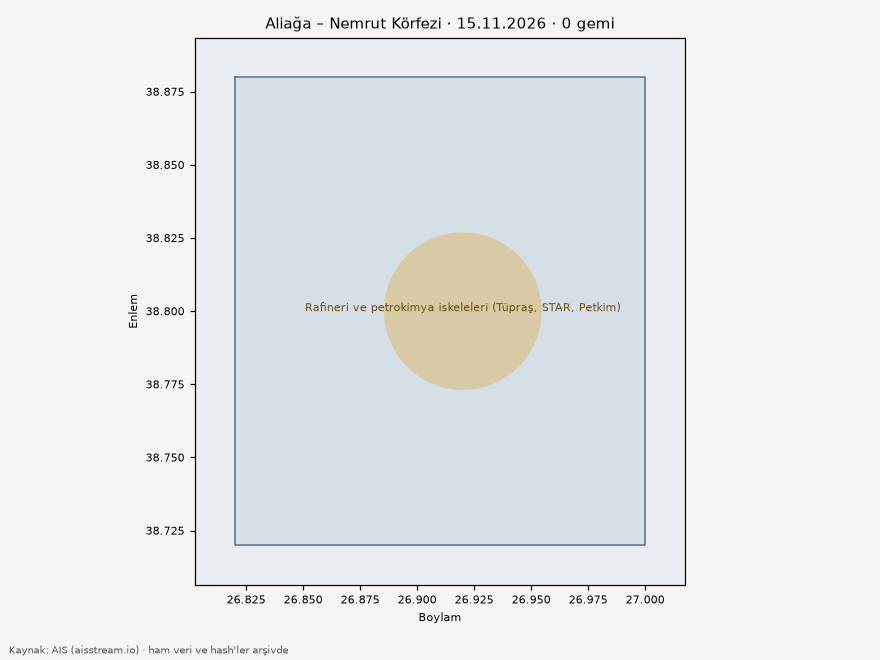 Aliağa – Nemrut Körfezi · 15.11.2026 · 0 gemi
38.875
38.850
38.825
38.800
38.775
38.750
38.725
Enlem
Rafineri ve petrokimya iskeleleri (Tüpraş, STAR, Petkim)
26.825 26.850 26.875 26.900 26.925 26.950 26.975 27.000
Boylam
Kaynak: AIS (aisstream.io) · ham veri ve hash'ler arşivde